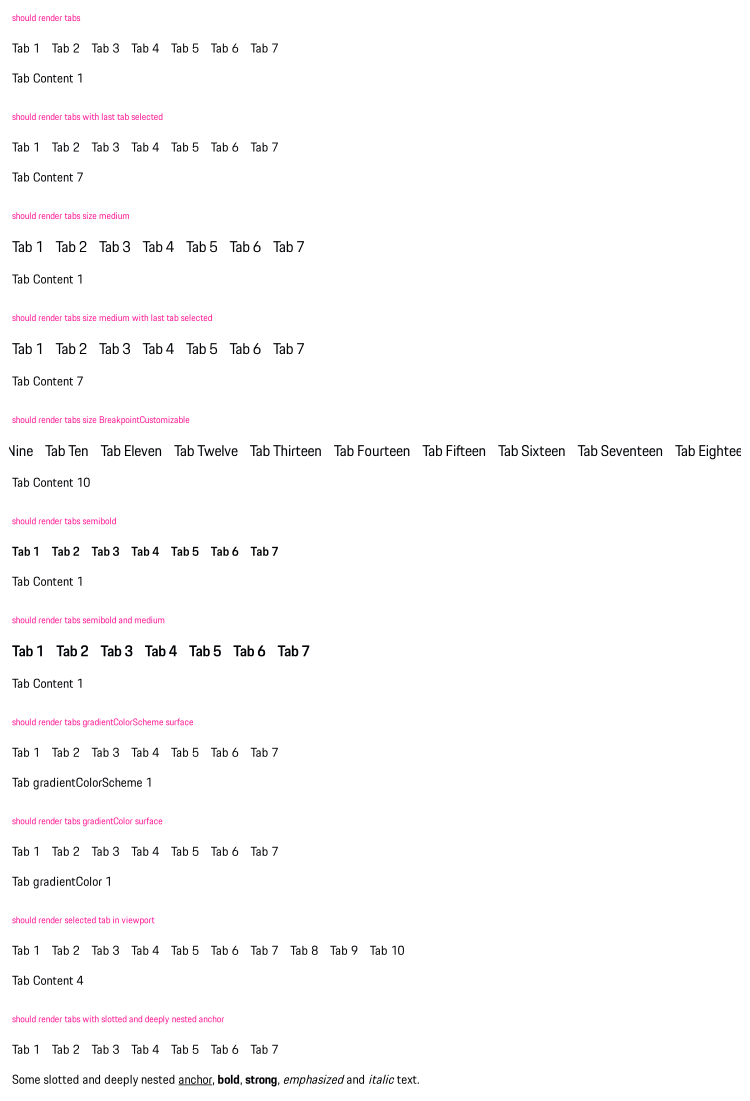 should render tabs
Tab 1 Tab 2 Tab 3 Tab 4 Tab 5 Tab 6 Tab 7
Tab Content 1
should render tabs with last tab selected
Tab 1 Tab 2 Tab 3 Tab 4 Tab 5 Tab 6 Tab 7
Tab Content 7
should render tabs size medium
Tab 1 Tab 2 Tab 3 Tab 4 Tab 5 Tab 6 Tab 7
Tab Content 1
should render tabs size medium with last tab selected
Tab 1 Tab 2 Tab 3 Tab 4 Tab 5 Tab 6 Tab 7
Tab Content 7
should render tabs size BreakpointCustomizable
Nine Tab Ten Tab Eleven Tab Twelve Tab Thirteen Tab Fourteen Tab Fifteen Tab Sixteen Tab Seventeen Tab Eightee
Tab Content 10
should render tabs semibold
Tab 1 Tab 2 Tab 3 Tab 4 Tab 5 Tab 6 Tab 7
Tab Content 1
should render tabs semibold and medium
Tab 1 Tab 2 Tab 3 Tab 4 Tab 5 Tab 6 Tab 7
Tab Content 1
should render tabs gradientColorScheme surface
Tab 1 Tab 2 Tab 3 Tab 4 Tab 5 Tab 6 Tab 7
Tab gradientColorScheme 1
should render tabs gradientColor surface
Tab 1 Tab 2 Tab 3 Tab 4 Tab 5 Tab 6 Tab 7
Tab gradientColor 1
should render selected tab in viewport
Tab 1 Tab 2 Tab 3 Tab 4 Tab 5 Tab 6 Tab 7 Tab 8 Tab 9 Tab 10
Tab Content 4
should render tabs with slotted and deeply nested anchor
Tab 1 Tab 2 Tab 3 Tab 4 Tab 5 Tab 6 Tab 7
Some slotted and deeply nested anchor, bold, strong, emphasized and italic text.